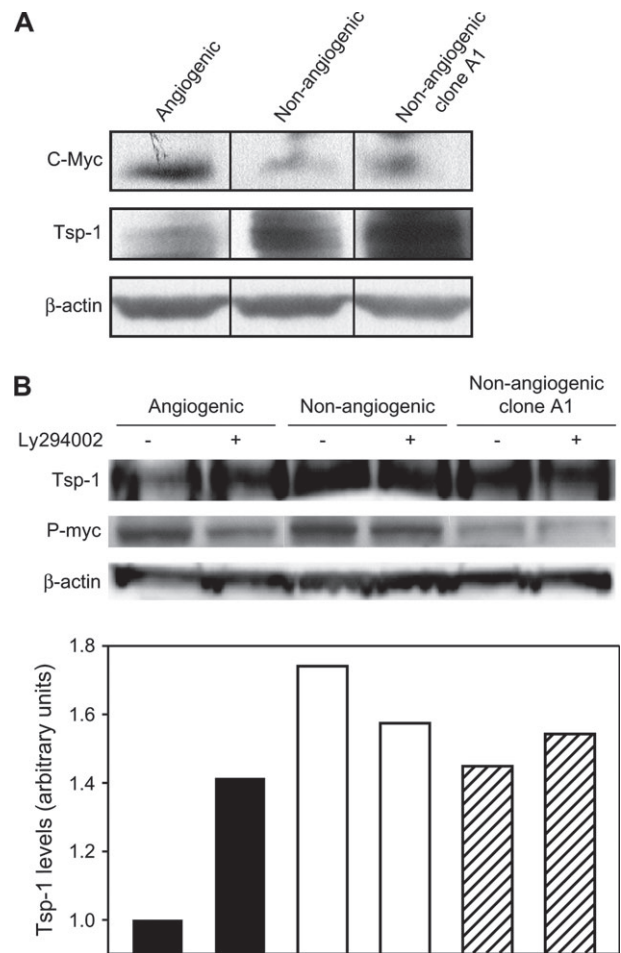 A
Angiogenic
Non-angiogenic
Non-angiogenic
clone A1
C-Myc
Tsp-1
β-actin
B
Angiogenic
Non-angiogenic
Non-angiogenic
clone A1
Ly294002
-
+
-
+
-
+
Tsp-1
P-myc
β-actin
Tsp-1 levels (arbitrary units)
1.8
1.6
1.4
1.2
1.0